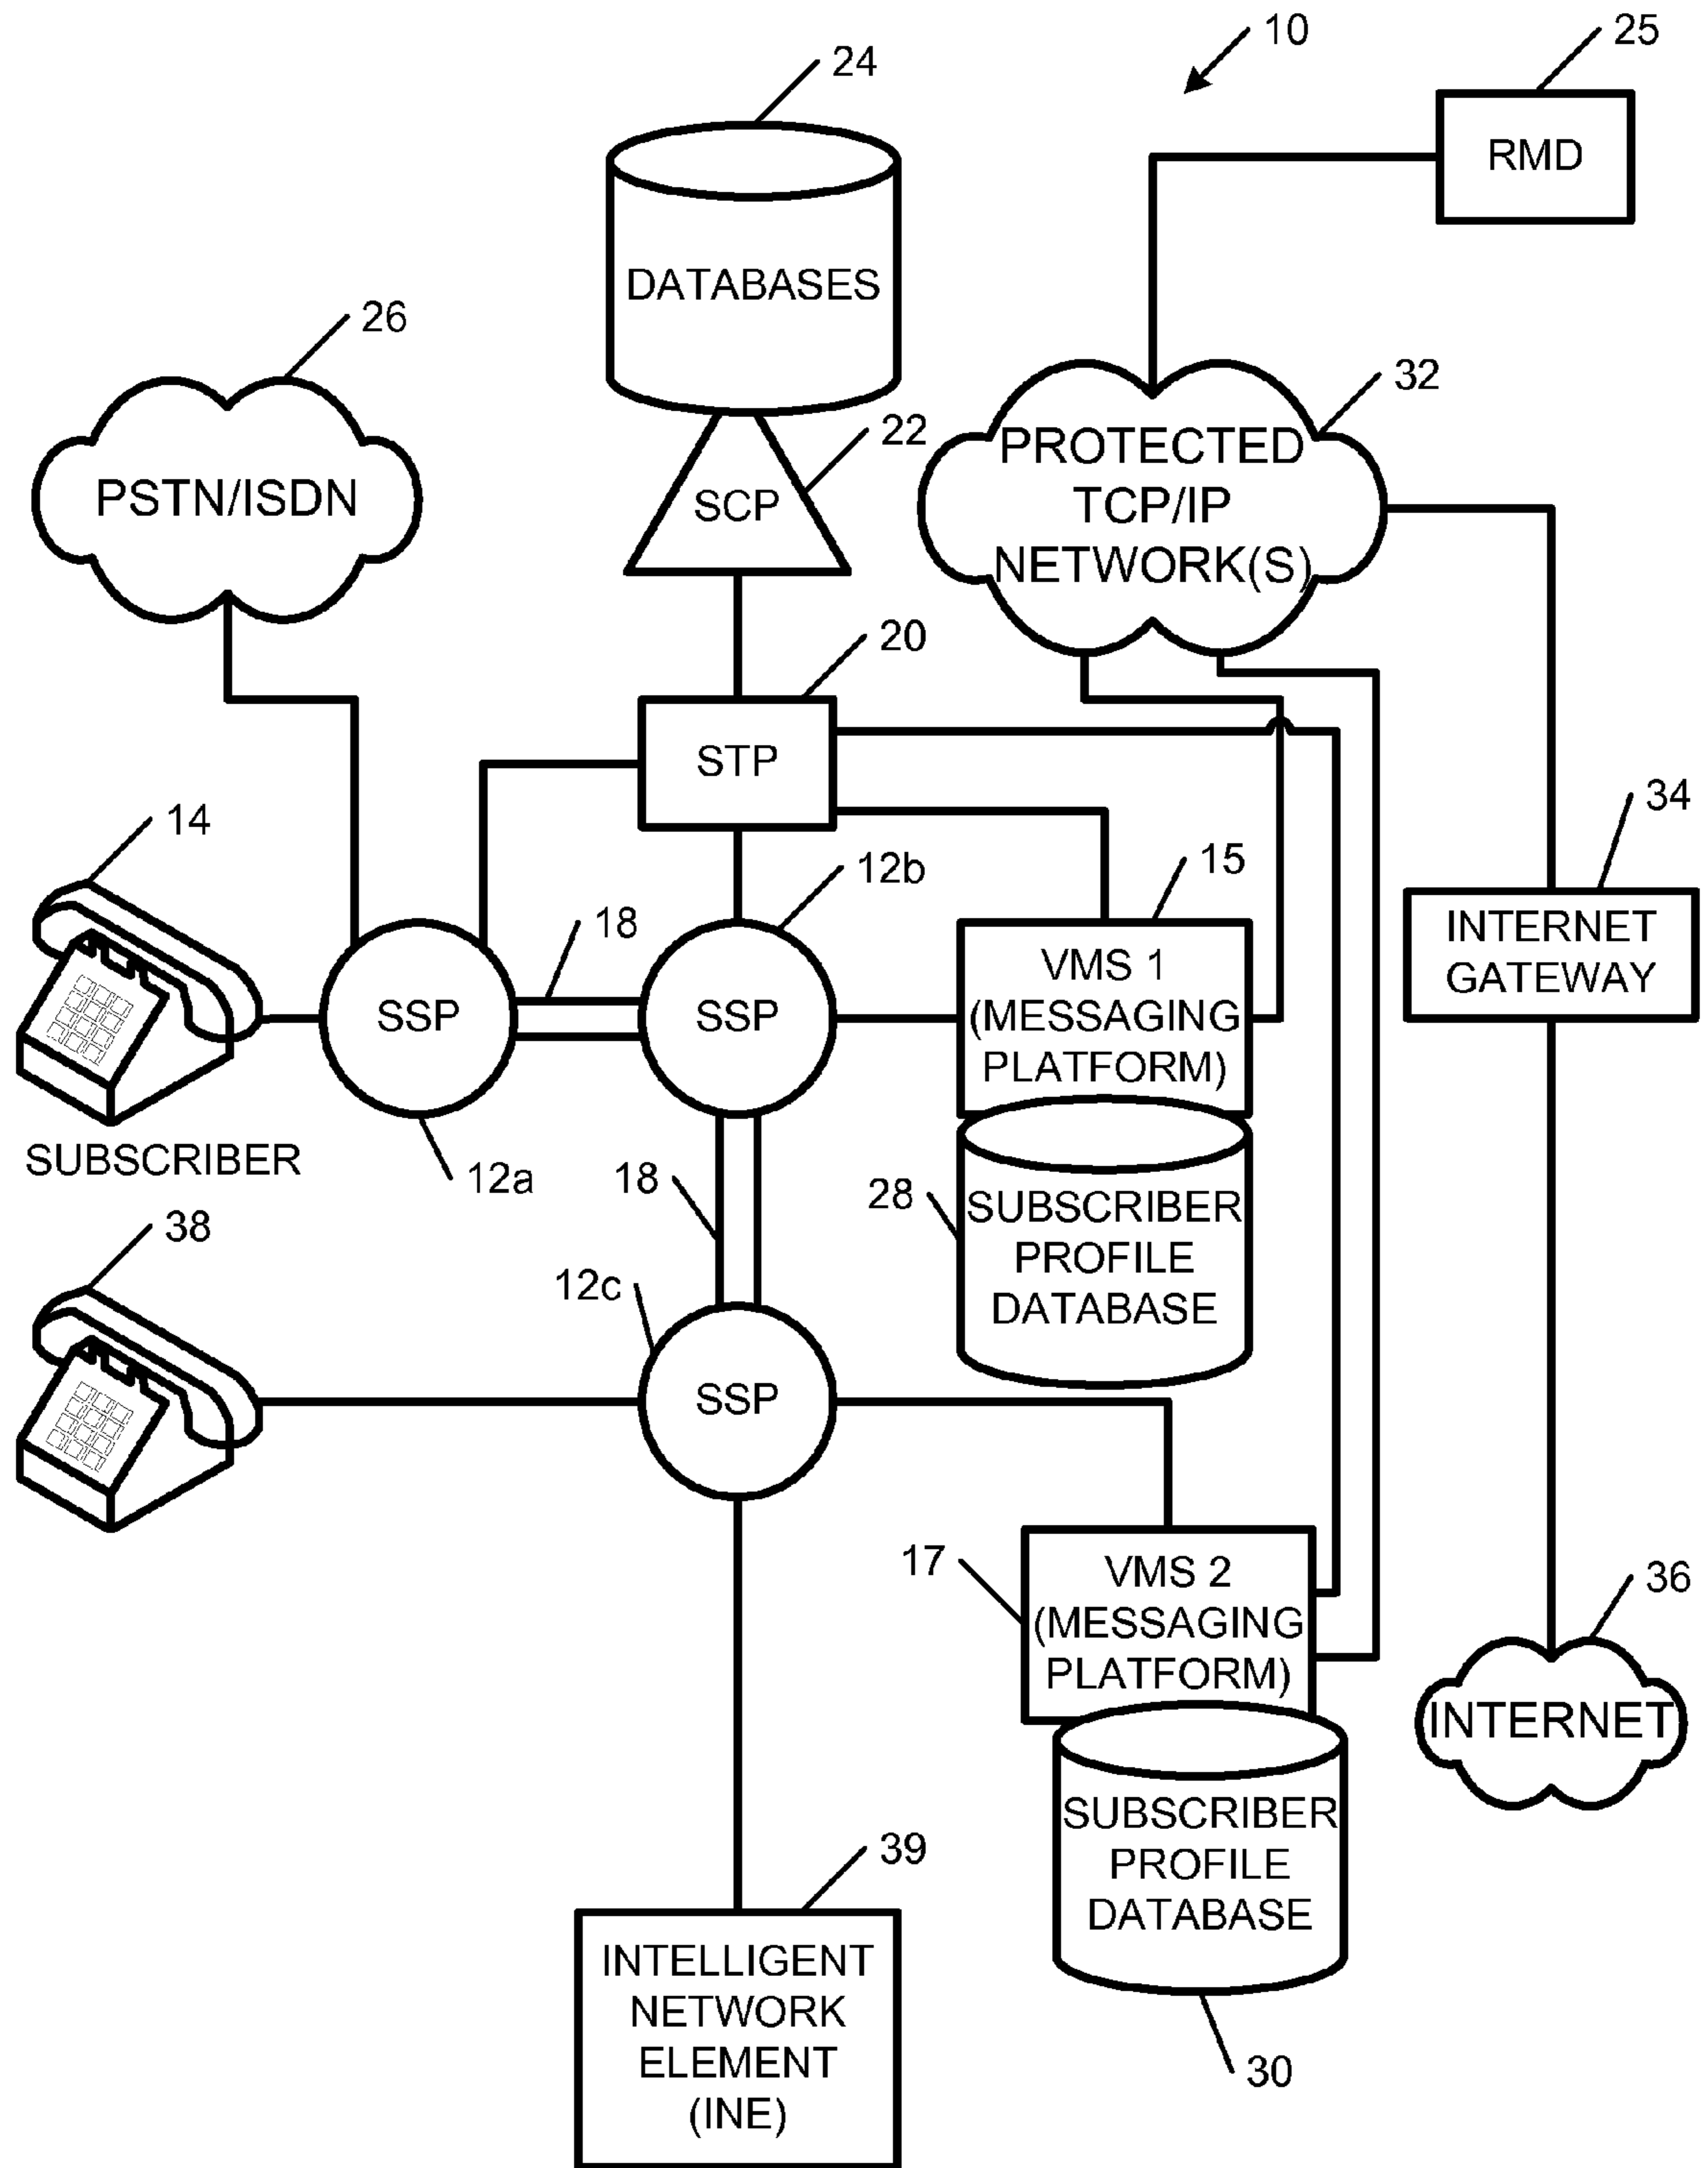 10
25
24
RMD
DATABASES
26
32
22
PROTECTED
TCP/IP
NETWORK(S)
PSTN/ISDN
SCP
20
STP
34
14
12b
15
18
INTERNET
GATEWAY
VMS 1
(MESSAGING
PLATFORM)
SSP
SSP
SUBSCRIBER
12a
18
28
SUBSCRIBER
PROFILE
DATABASE
38
12c
SSP
17
VMS 2
(MESSAGING
PLATFORM)
36
INTERNET
SUBSCRIBER
PROFILE
DATABASE
39
INTELLIGENT
NETWORK
ELEMENT
(INE)
30